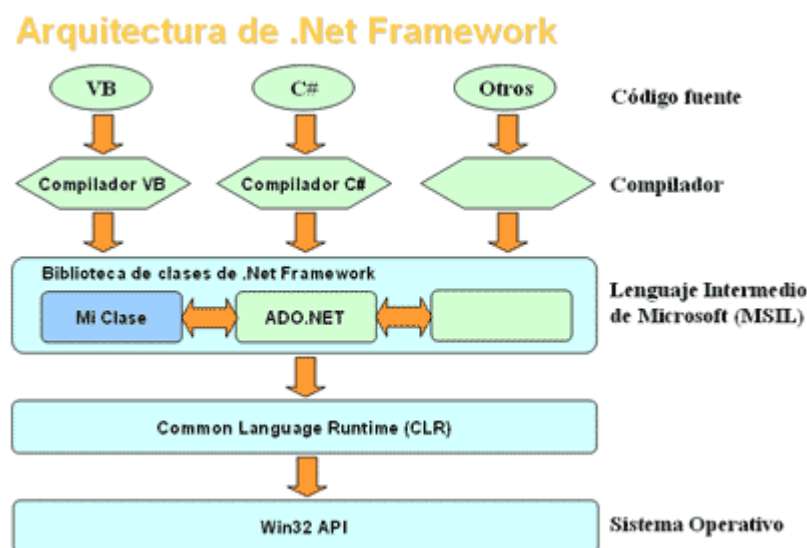 Arquitectura de .Net Framework
VB
C#
Otros
Código fuente
Compilador VB
Compilador C#
Compilador
Biblioteca de clases de .Net Framework
Mi Clase
ADO.NET
Lenguaje Intermedio
de Microsoft (MSIL)
Common Language Runtime (CLR)
Win32 API
Sistema Operativo